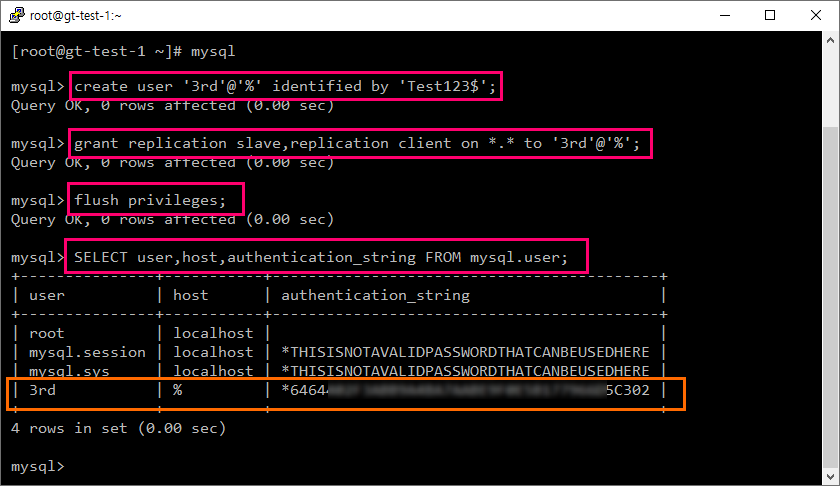 root@gt-test-1:~
[root@gt-test-1 ~]# mysql
mysql> create user '3rd'@'%' identified by 'Test123$';
Query OK, 0 rows affected (0.00 sec)
mysql> grant replication slave,replication client on *.* to '3rd'@'%';
Query OK, 0 rows affected (0.00 sec)
mysql> flush privileges;
Query OK, 0 rows affected (0.00 sec)
mysql> SELECT user,host,authentication_string FROM mysql.user;
+---------------+-----------+-------------------------------------------+
| user | host | authentication_string |
+---------------+-----------+-------------------------------------------+
| root | localhost | |
| mysql.session | localhost | *THISISNOTAVALIDPASSWORDTHATCANBEUSEDHERE |
| mysql.sys | localhost | *THISISNOTAVALIDPASSWORDTHATCANBEUSEDHERE |
| 3rd | % | *6464 5C302 |
+---------------+-----------+-------------------------------------------+
4 rows in set (0.00 sec)
mysql>